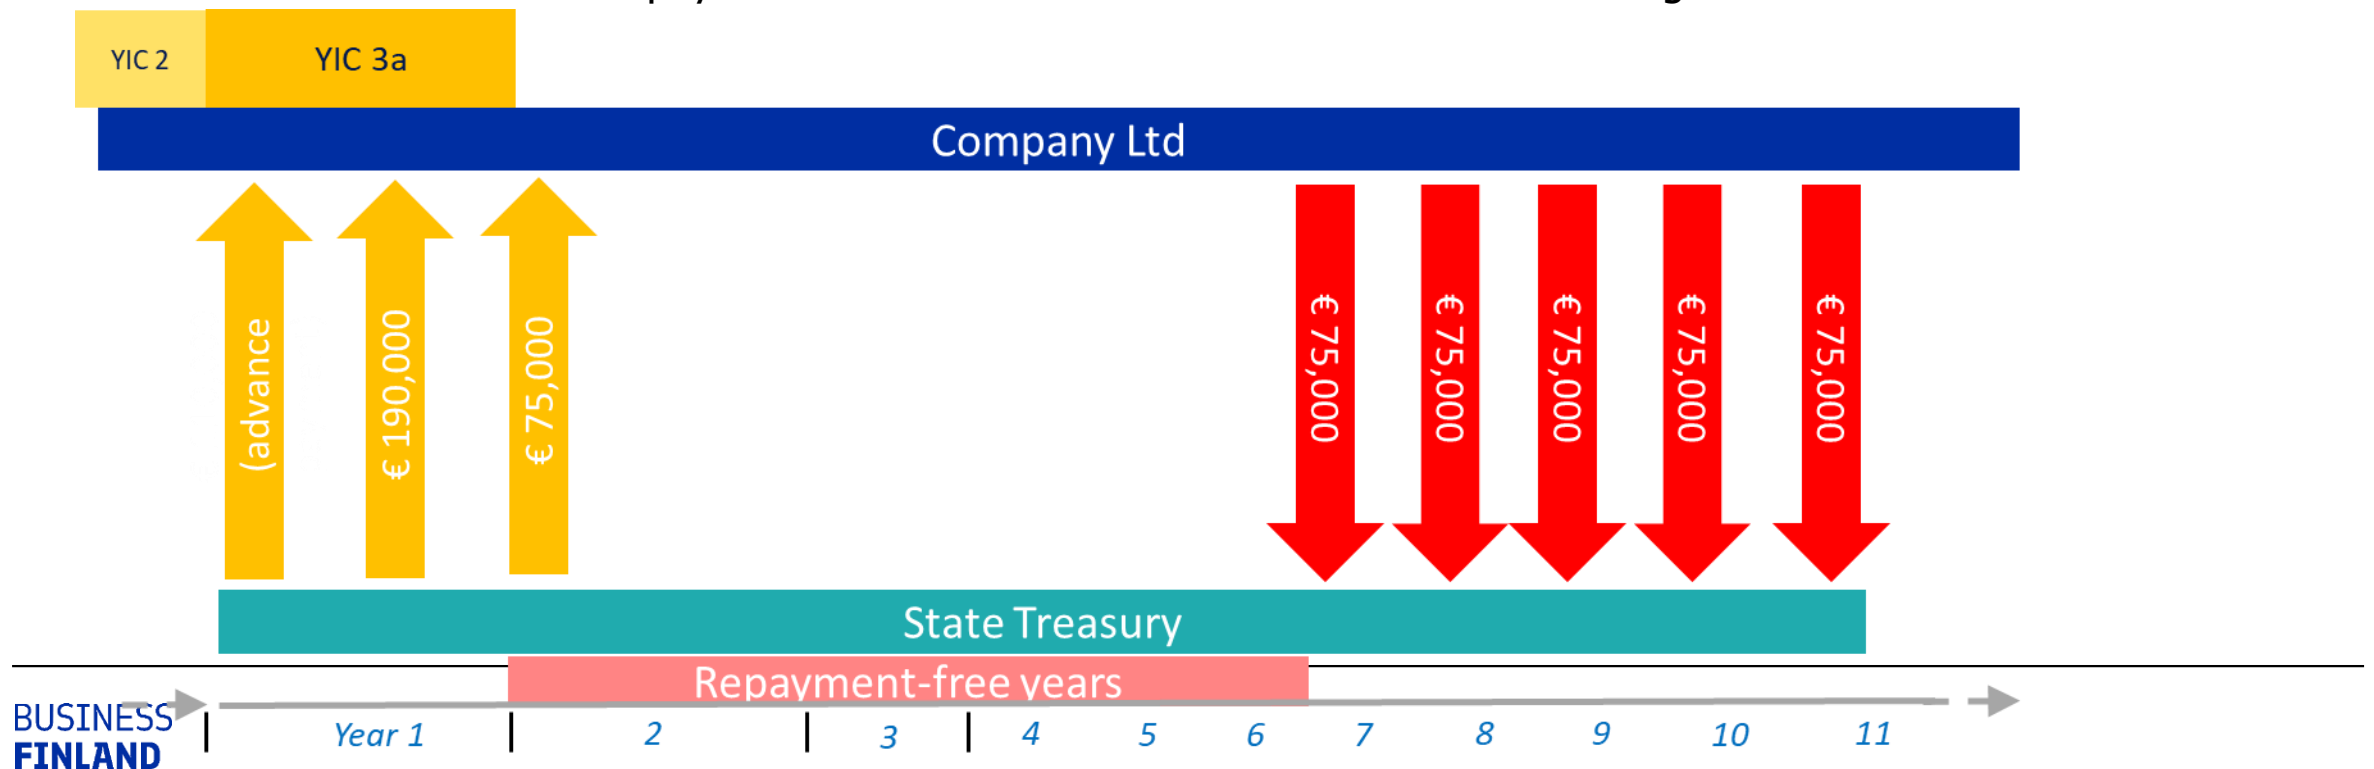 YIC 2
YIC 3a
Company Ltd
(advance
€ 190,000
€ 75,000
€ 75,000
€ 75,000
€ 75,000
€ 75,000
€ 75,000
State Treasury
Repayment-free years
Year 1
2
3
4
5
6
7
8
9
10
11
BUSINESS
FINLAND